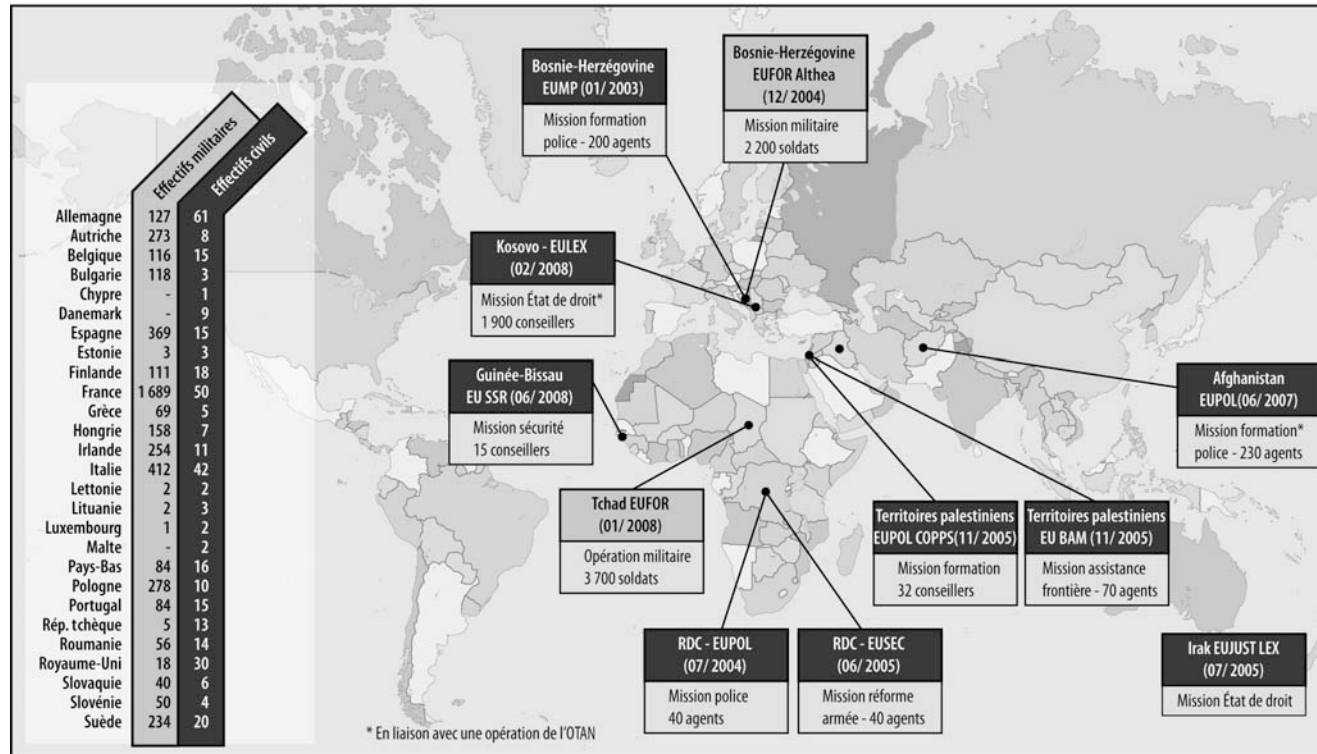 Effectifs militaires
Effectifs civils
Allemagne 127 61
Autriche 273 8
Belgique 116 15
Bulgarie 118 3
Chypre - 1
Danemark - 9
Espagne 369 15
Estonie 3 3
Finlande 111 18
France 1 689 50
Grèce 69 5
Hongrie 158 7
Irlande 254 11
Italie 412 42
Lettonie 2 2
Lituanie 2 3
Luxembourg 1 2
Malte - 2
Pays-Bas 84 16
Pologne 278 10
Portugal 84 15
Rép. tchèque 5 13
Roumanie 56 14
Royaume-Uni 18 30
Slovaquie 40 6
Slovénie 50 4
Suède 234 20
Bosnie-Herzégovine
EUMP (01/ 2003)
Mission formation
police - 200 agents
Bosnie-Herzégovine
EUFOR Althea
(12/ 2004)
Mission militaire
2 200 soldats
Kosovo - EULEX
(02/ 2008)
Mission État de droit*
1 900 conseillers
Guinée-Bissau
EU SSR (06/ 2008)
Mission sécurité
15 conseillers
Tchad EUFOR
(01/ 2008)
Opération militaire
3 700 soldats
RDC - EUPOL
(07/ 2004)
Mission police
40 agents
RDC - EUSEC
(06/ 2005)
Mission réforme
armée - 40 agents
Territoires palestiniens
EUPOL COPPS(11/ 2005)
Mission formation
32 conseillers
Territoires palestiniens
EU BAM (11/ 2005)
Mission assistance
frontière - 70 agents
Afghanistan
EUPOL(06/ 2007)
Mission formation*
police - 230 agents
Irak EUJUST LEX
(07/ 2005)
Mission État de droit
* En liaison avec une opération de l'OTAN